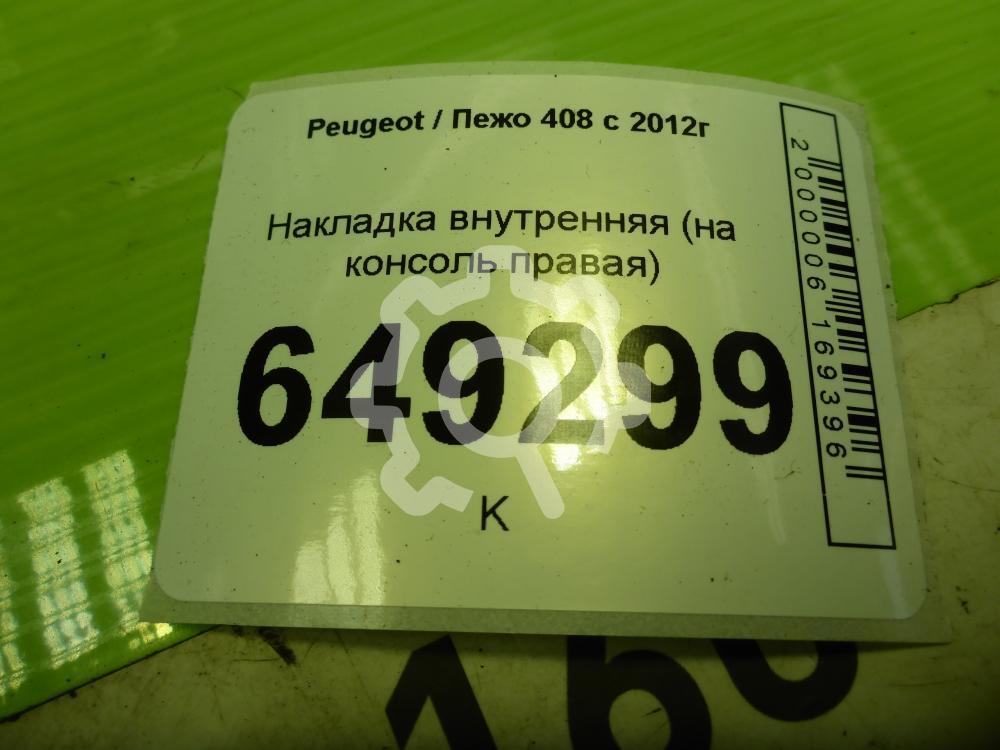 Peugeot / Пежо 408 с 2012г
Накладка внутренняя (на
консоль правая)
649299
К
2000006169396